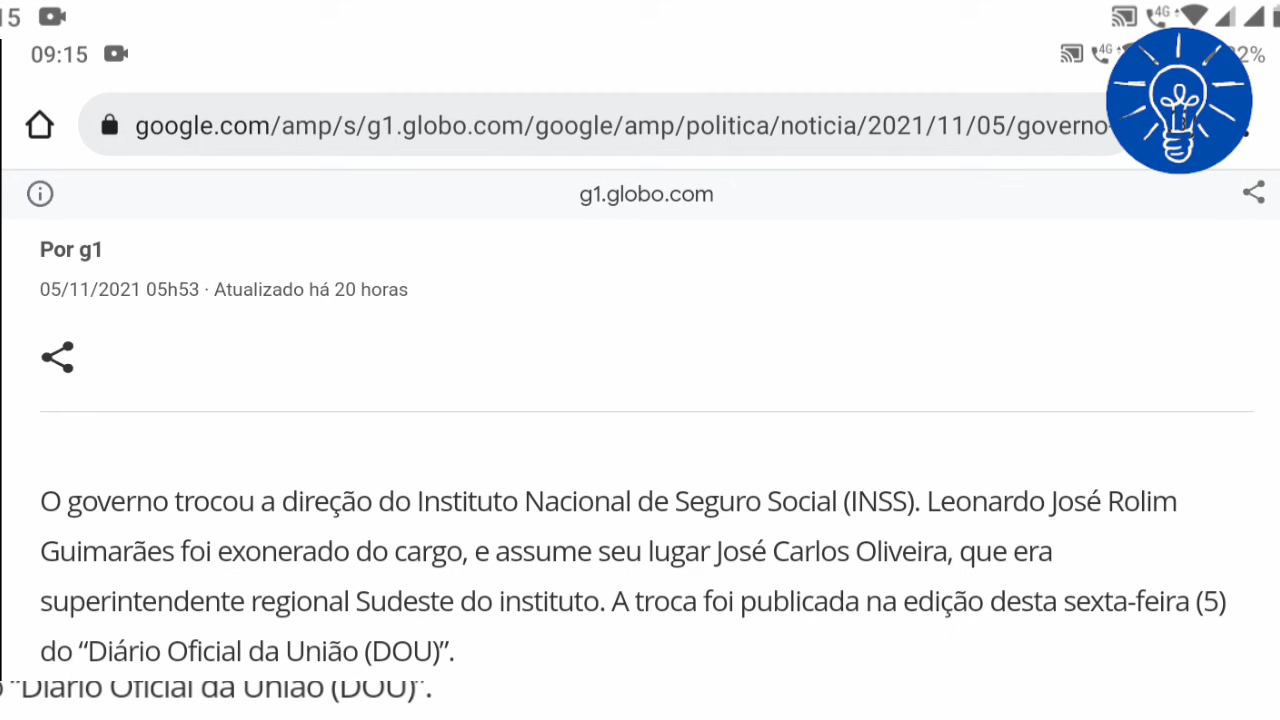 15
09:15
4G
4G
2%
google.com/amp/s/g1.globo.com/google/amp/politica/noticia/2021/11/05/governo-
g1.globo.com
Por g1
05/11/2021 05h53 · Atualizado há 20 horas
O governo trocou a direção do Instituto Nacional de Seguro Social (INSS). Leonardo José Rolim
Guimarães foi exonerado do cargo, e assume seu lugar José Carlos Oliveira, que era
superintendente regional Sudeste do instituto. A troca foi publicada na edição desta sexta-feira (5)
do “Diário Oficial da União (DOU)”.
“Diário Oficial da União (DOU)”.